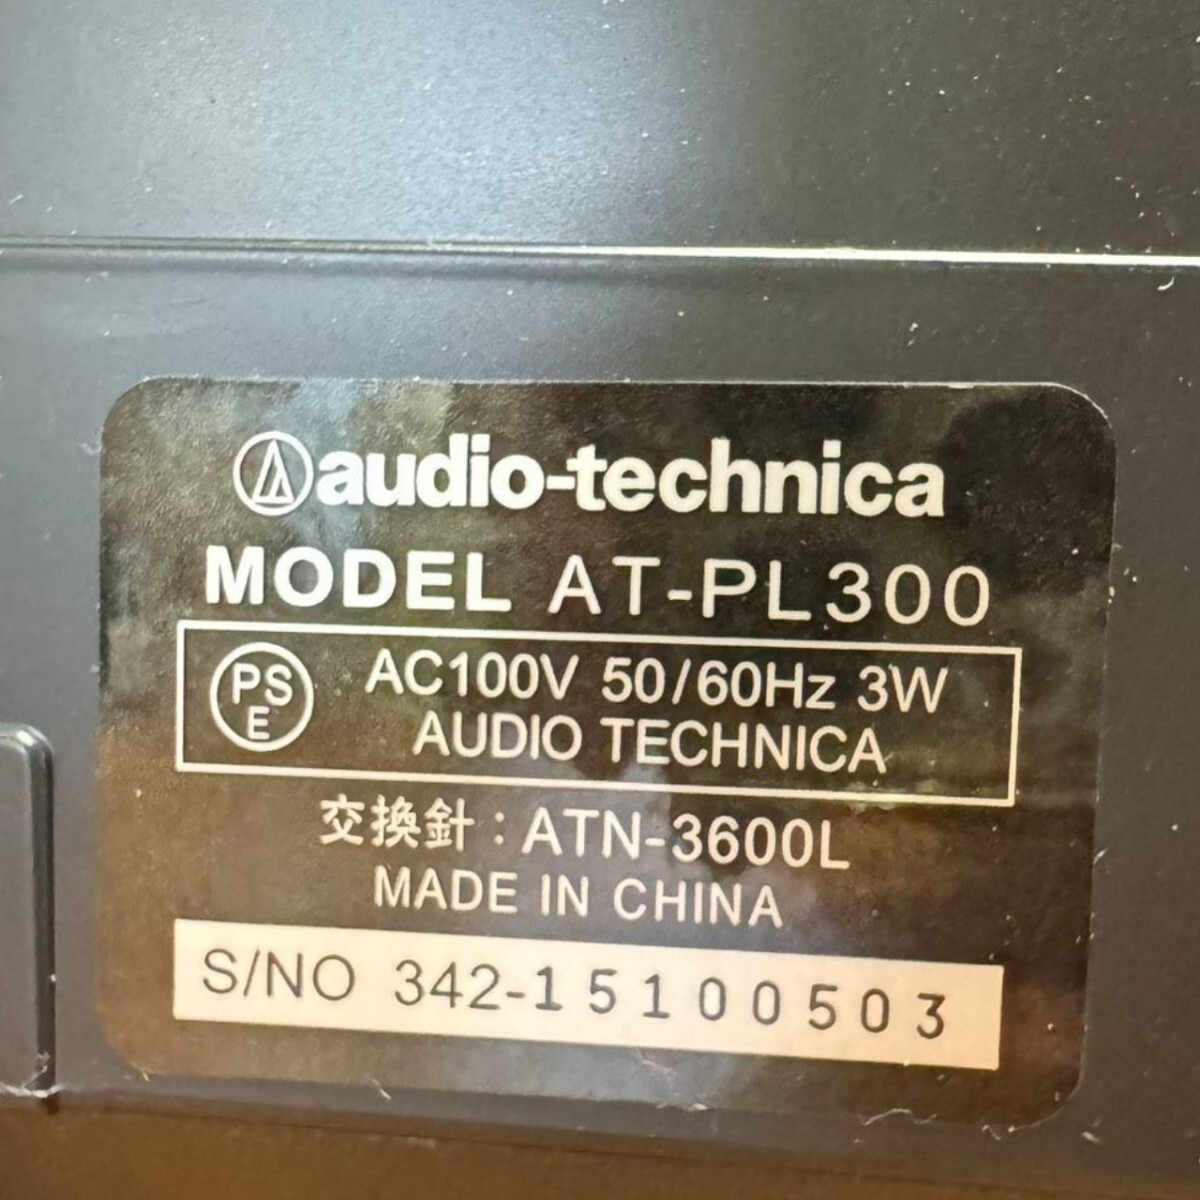 audio-technica
MODEL AT-PL300
PS
E
AC100V 50/60Hz 3W
AUDIO TECHNICA
交換針：ATN-3600L
MADE IN CHINA
S/NO 342-15100503